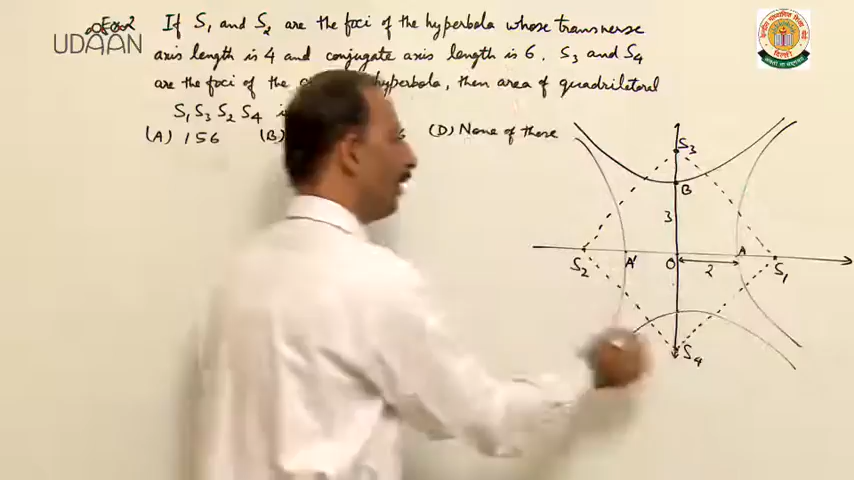 Ex 2
If S₁ and S₂ are the foci of the hyperbola whose transverse
UDAAN
axis length is 4 and conjugate axis length is 6. S₃ and S₄
are the foci of the hyperbola, then area of quadrilateral
S₁ S₃ S₂ S₄
(A) 156 (B) (D) None of these
S₃
B
3
S₂ A' O 2 A S₁
S₄